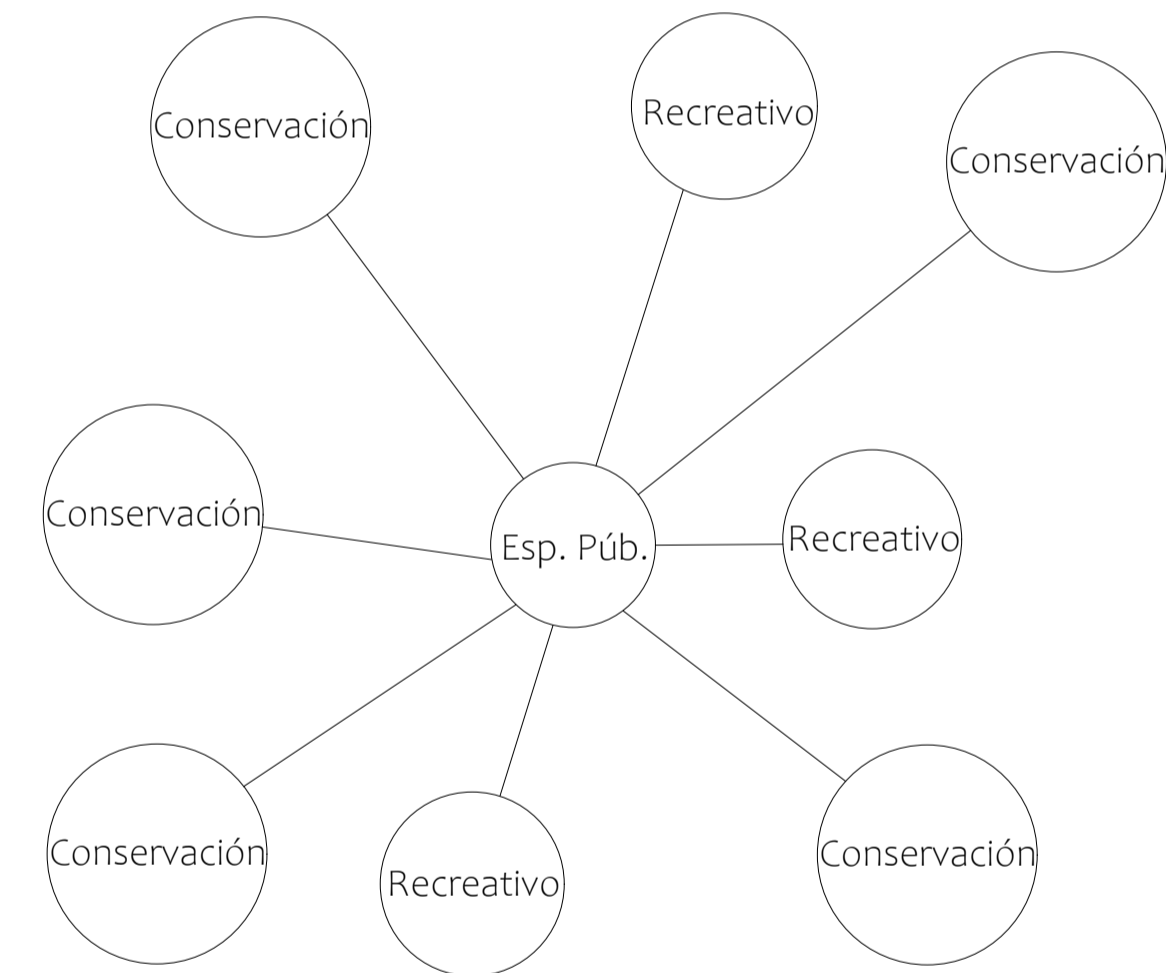 Recreativo
Conservación
Conservación
Conservación
Recreativo
Esp. Púb.
Conservación
Conservación
Recreativo